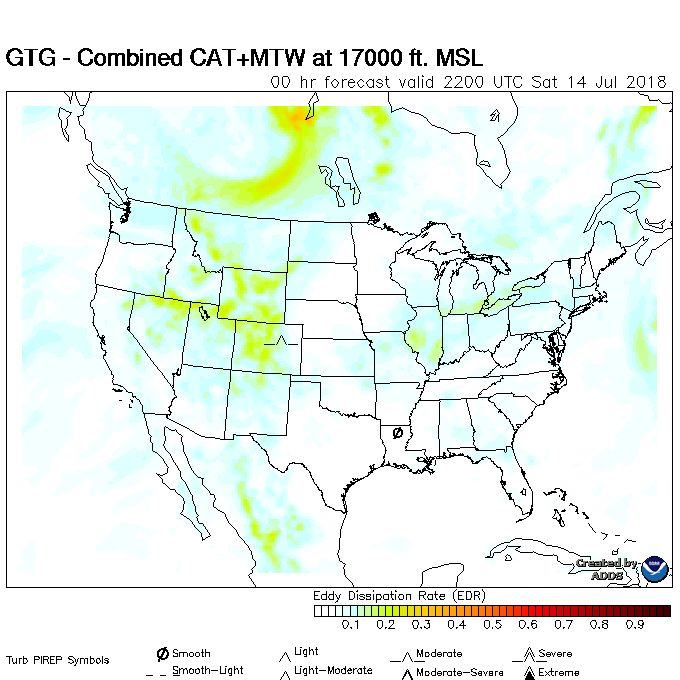 GTG - Combined CAT+MTW at 17000 ft. MSL
00 hr forecast valid 2200 UTC Sat 14 Jul 2018
Created by
ADDS
Eddy Dissipation Rate (EDR)
0.1 0.2 0.3 0.4 0.5 0.6 0.7 0.8 0.9
Turb PIREP Symbols
Smooth Light Moderate Severe
Smooth-Light Light-Moderate Moderate-Severe Extreme